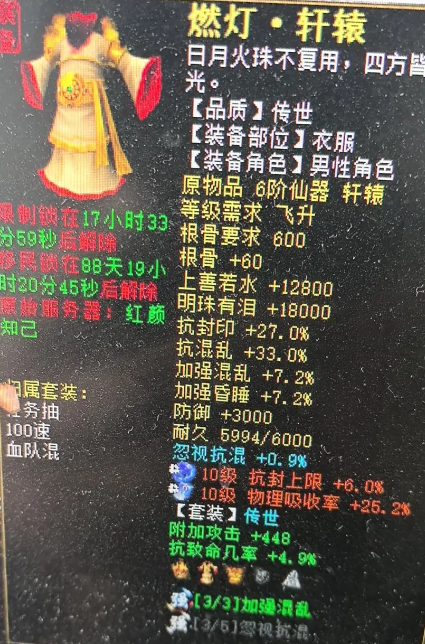 装备
燃灯·轩辕
日月火珠不复用，四方皆
光。
【品质】传世
【装备部位】衣服
【装备角色】男性角色
原物品 6阶仙器 轩辕
等级需求 飞升
根骨要求 600
根骨 +60
上善若水 +12800
明珠有泪 +18000
抗封印 +27.0%
抗混乱 +33.0%
加强混乱 +7.2%
加强昏睡 +7.2%
防御 +3000
耐久 5994/6000
忽视抗混 +0.9%
10级 抗封上限 +6.0%
10级 物理吸收率 +25.2%
【套装】传世
附加攻击 +448
抗致命几率 +4.9%
[3/3]加强混乱
[3/5]忽视抗混
限制锁在17小时33
分59秒后解除
移民锁在88天19小
时20分45秒后解除
原始服务器：红颜
知己
归属套装：
任务抽
100速
血队混